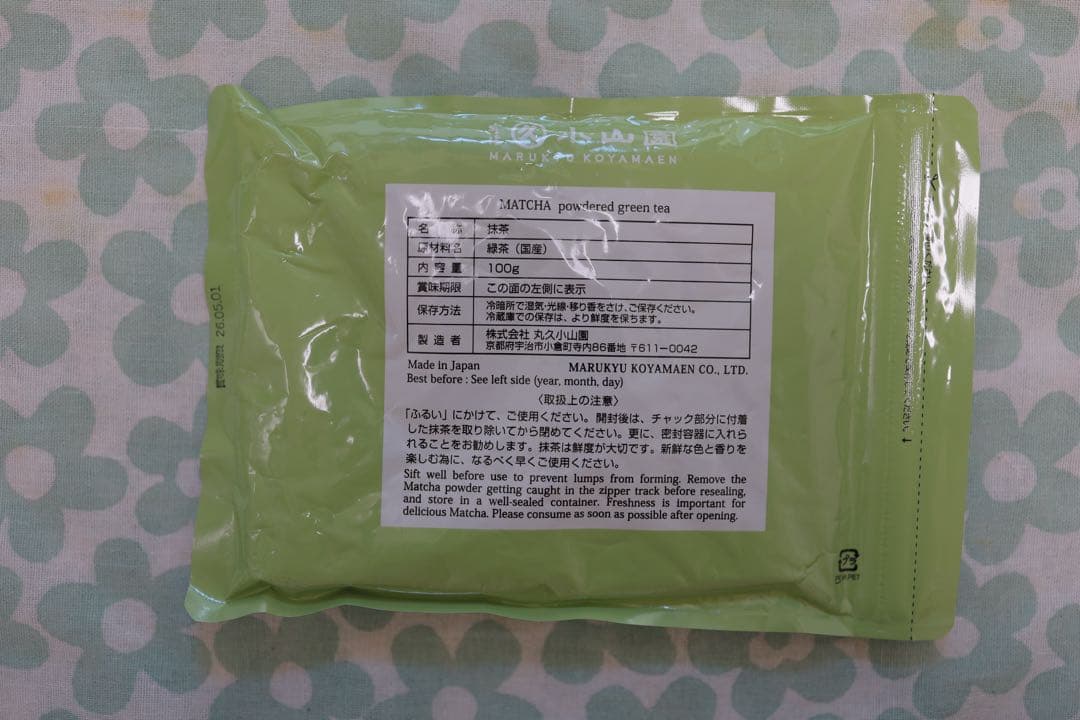 久小山園
MARUKYU KOYAMAEN
MATCHA powdered green tea
名 称 抹茶
原材料名 緑茶（国産）
内 容 量 100g
賞味期限 この面の左側に表示
保存方法 冷暗所で湿気・光線・移り香をさけ、ご保存ください。
冷蔵庫での保存は、より鮮度を保ちます。
製 造 者 株式会社 丸久小山園
京都府宇治市小倉町寺内86番地 〒611-0042
Made in Japan MARUKYU KOYAMAEN CO., LTD.
Best before : See left side (year, month, day)
〈取扱上の注意〉
「ふるい」にかけて、ご使用ください。開封後は、チャック部分に付着
した抹茶を取り除いてから閉めてください。更に、密封容器に入れら
れることをお勧めします。抹茶は鮮度が大切です。新鮮な色と香りを
楽しむ為に、なるべく早くご使用ください。
Sift well before use to prevent lumps from forming. Remove the
Matcha powder getting caught in the zipper track before resealing,
and store in a well-sealed container. Freshness is important for
delicious Matcha. Please consume as soon as possible after opening.
賞味期限 26.05.01
プラ